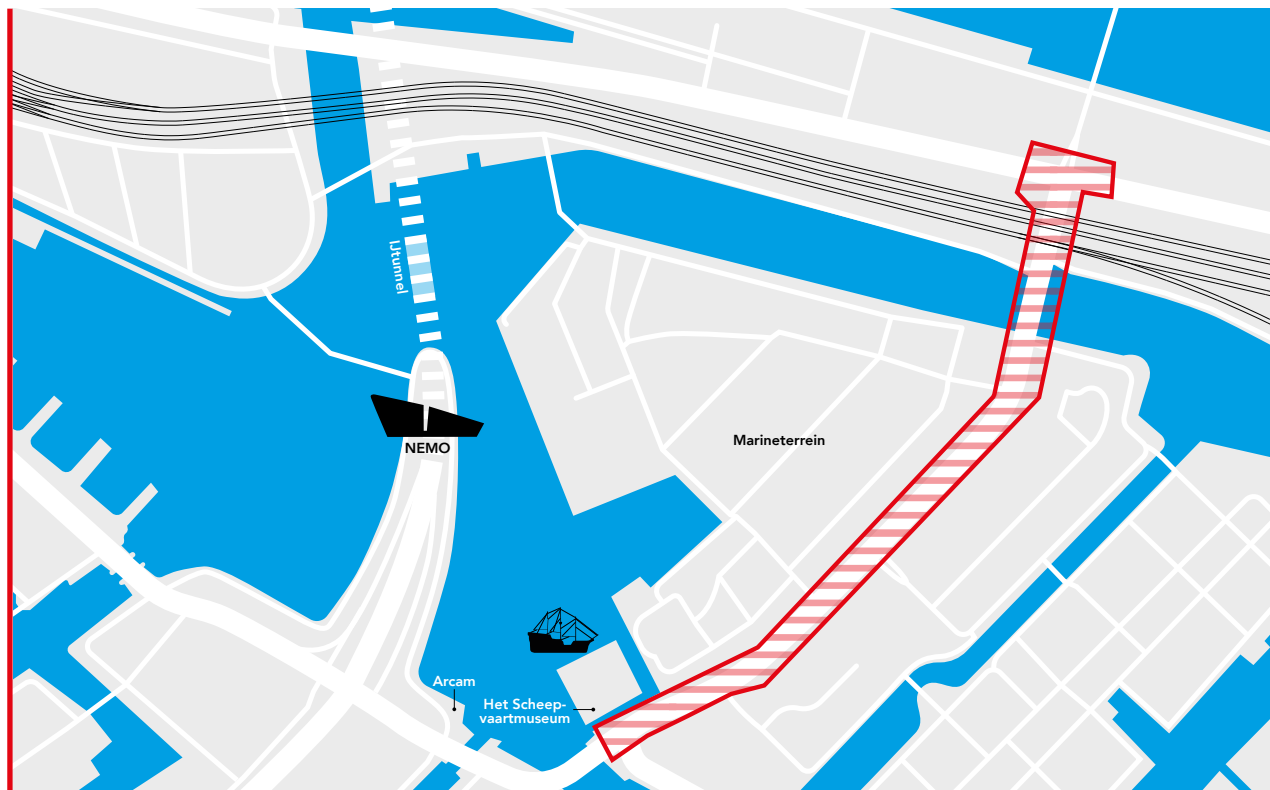 IJtunnel
Marineterrein
NEMO
Arcam
Het Scheep-
vaartmuseum